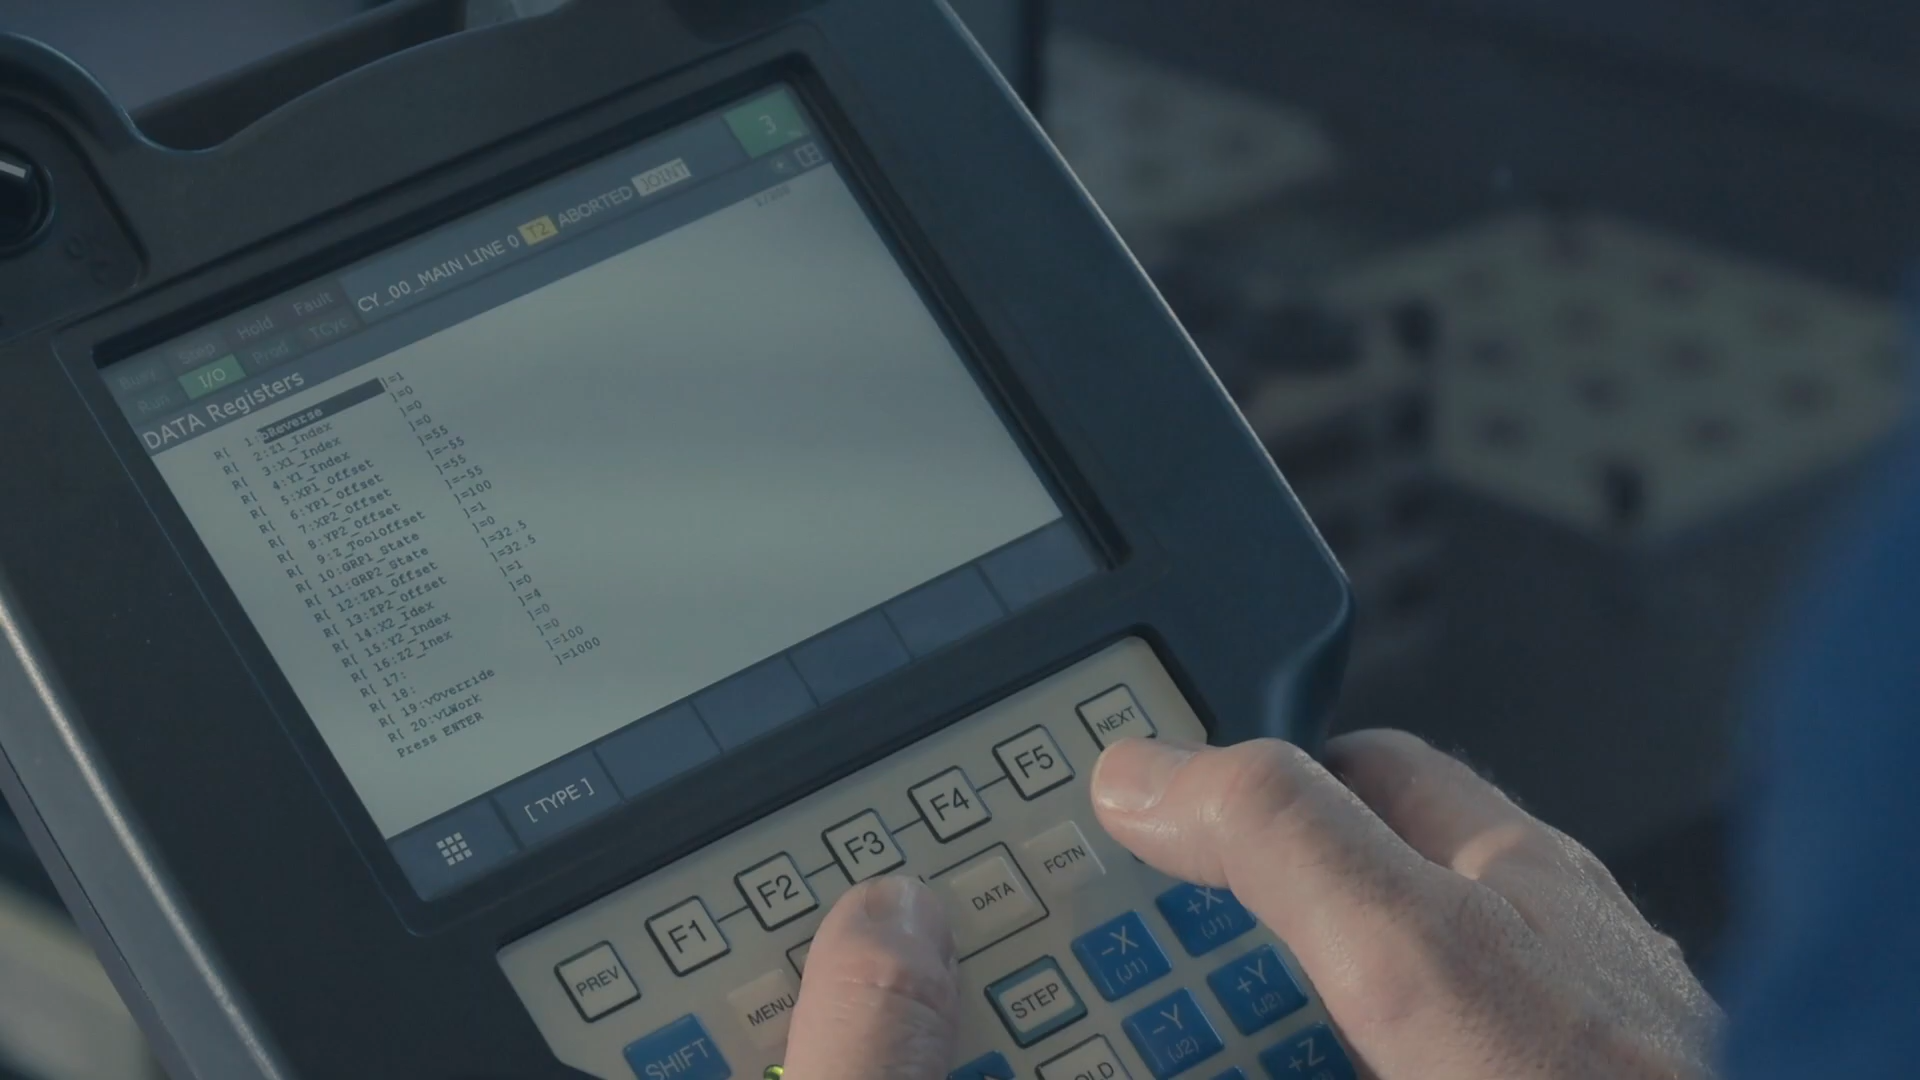 3
Busy Step Hold Fault
CY_00_MAIN LINE 0 T2 ABORTED JOINT
Run I/O Prod TCyc
DATA Registers
1/200
R[ 1:bReverse ]=1
R[ 2:Z1_Index ]=0
R[ 3:X1_Index ]=0
R[ 4:Y1_Index ]=0
R[ 5:XP1_Offset ]=55
R[ 6:YP1_Offset ]=-55
R[ 7:XP2_Offset ]=55
R[ 8:YP2_Offset ]=-55
R[ 9:Z_ToolOffset ]=100
R[ 10:GRP1_State ]=1
R[ 11:GRP2_State ]=0
R[ 12:ZP1_Offset ]=32.5
R[ 13:ZP2_Offset ]=32.5
R[ 14:X2_Idex ]=1
R[ 15:Y2_Index ]=0
R[ 16:Z2_Inex ]=4
R[ 17: ]=0
R[ 18: ]=0
R[ 19:vOverride ]=100
R[ 20:vLWork ]=1000
Press ENTER
[ TYPE ]
PREV F1 F2 F3 F4 F5 NEXT
MENU DATA FCTN
SHIFT STEP -X (J1) +X (J1)
-Y (J2) +Y (J2)
+Z